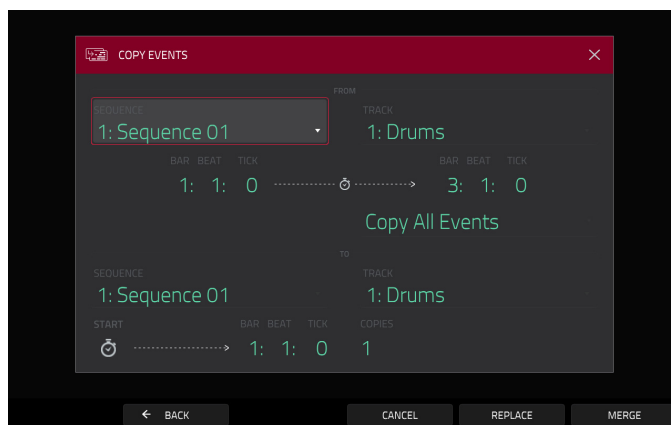 COPY EVENTS
FROM
SEQUENCE TRACK
1: Sequence 01 1: Drums
BAR BEAT TICK BAR BEAT TICK
1: 1: 0 3: 1: 0
Copy All Events
TO
SEQUENCE TRACK
1: Sequence 01 1: Drums
START BAR BEAT TICK COPIES
1: 1: 0 1
BACK CANCEL REPLACE MERGE